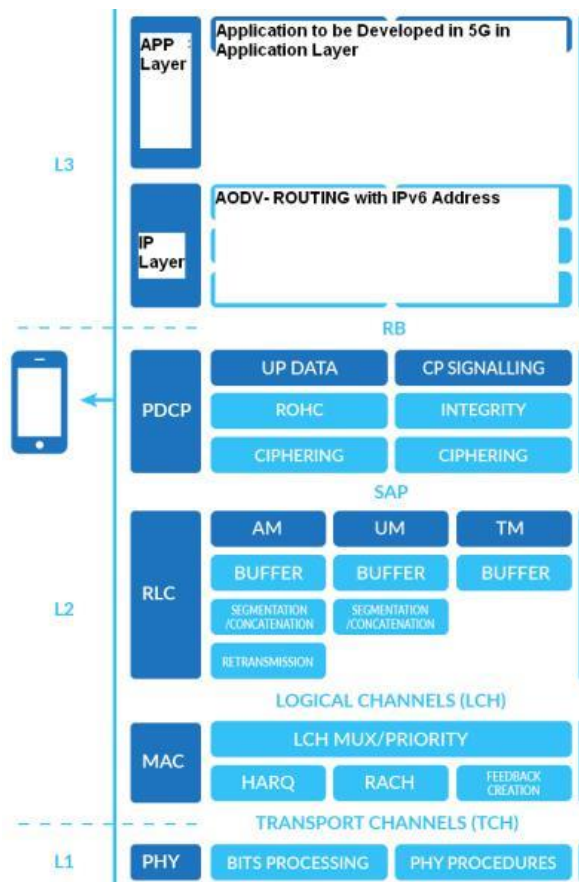 APP :
Layer
Application to be Developed in 5G in
Application Layer
L3
IP
Layer
AODV- ROUTING with IPv6 Address
RB
PDCP
UP DATA
CP SIGNALLING
ROHC
INTEGRITY
CIPHERING
CIPHERING
SAP
L2
RLC
AM
UM
TM
BUFFER
BUFFER
BUFFER
SEGMENTATION
/CONCATENATION
SEGMENTATION
/CONCATENATION
RETRANSMISSION
LOGICAL CHANNELS (LCH)
MAC
LCH MUX/PRIORITY
HARQ
RACH
FEEDBACK
CREATION
TRANSPORT CHANNELS (TCH)
L1
PHY
BITS PROCESSING
PHY PROCEDURES